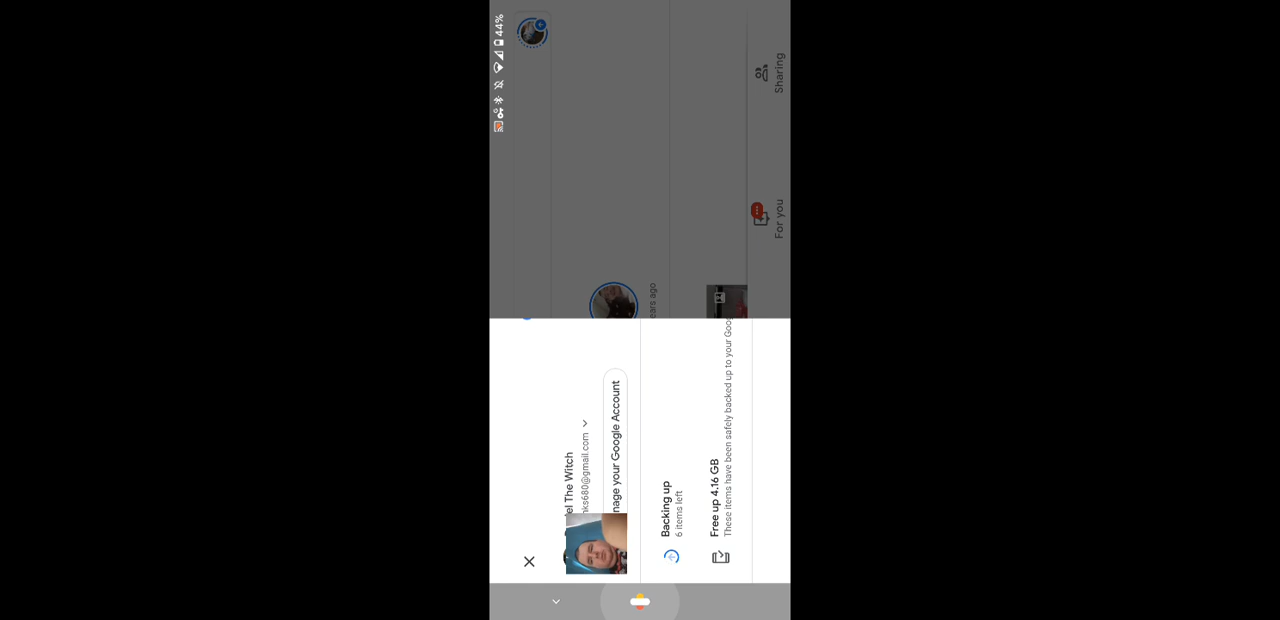 44%
Sharing
For you
ears ago
el The Witch
nks680@gmail.com
nage your Google Account
Backing up
6 items left
Free up 4.16 GB
These items have been safely backed up to your Goog